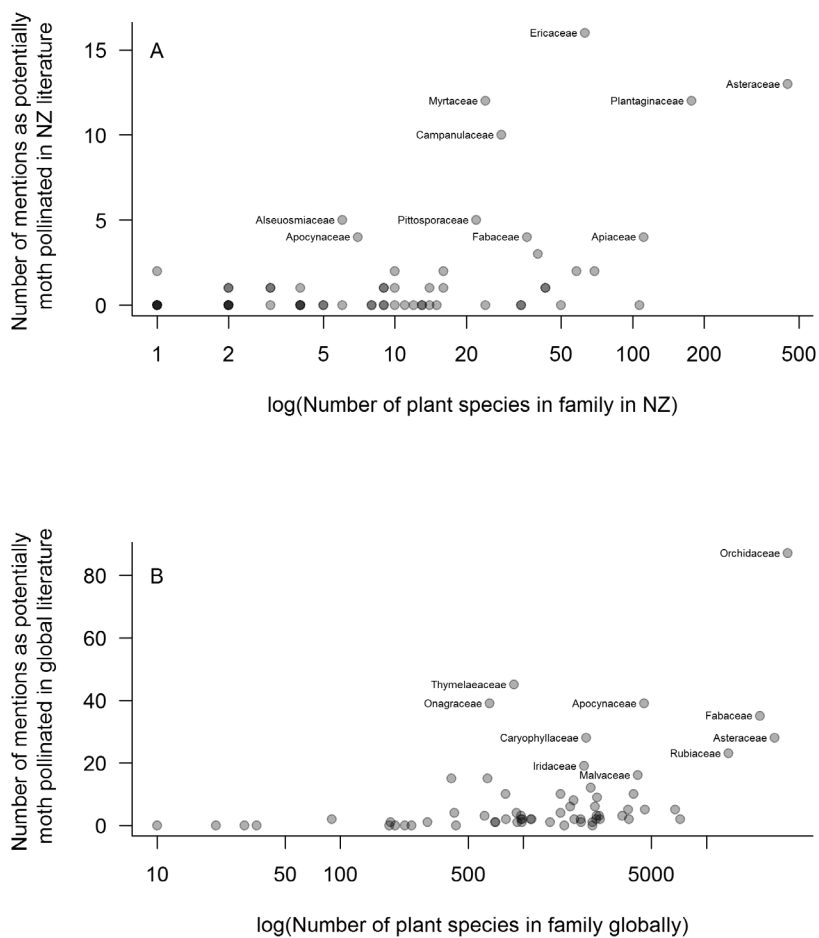 Number of mentions as potentially
moth pollinated in NZ literature
A
15
10
5
0
Ericaceae
Asteraceae
Myrtaceae
Plantaginaceae
Campanulaceae
Alseuosmiaceae
Pittosporaceae
Apocynaceae
Fabaceae
Apiaceae
1 2 5 10 20 50 100 200 500
log(Number of plant species in family in NZ)
Number of mentions as potentially
moth pollinated in global literature
B
80
60
40
20
0
Orchidaceae
Thymelaeaceae
Onagraceae
Apocynaceae
Fabaceae
Caryophyllaceae
Asteraceae
Rubiaceae
Iridaceae
Malvaceae
10 50 100 500 5000
log(Number of plant species in family globally)